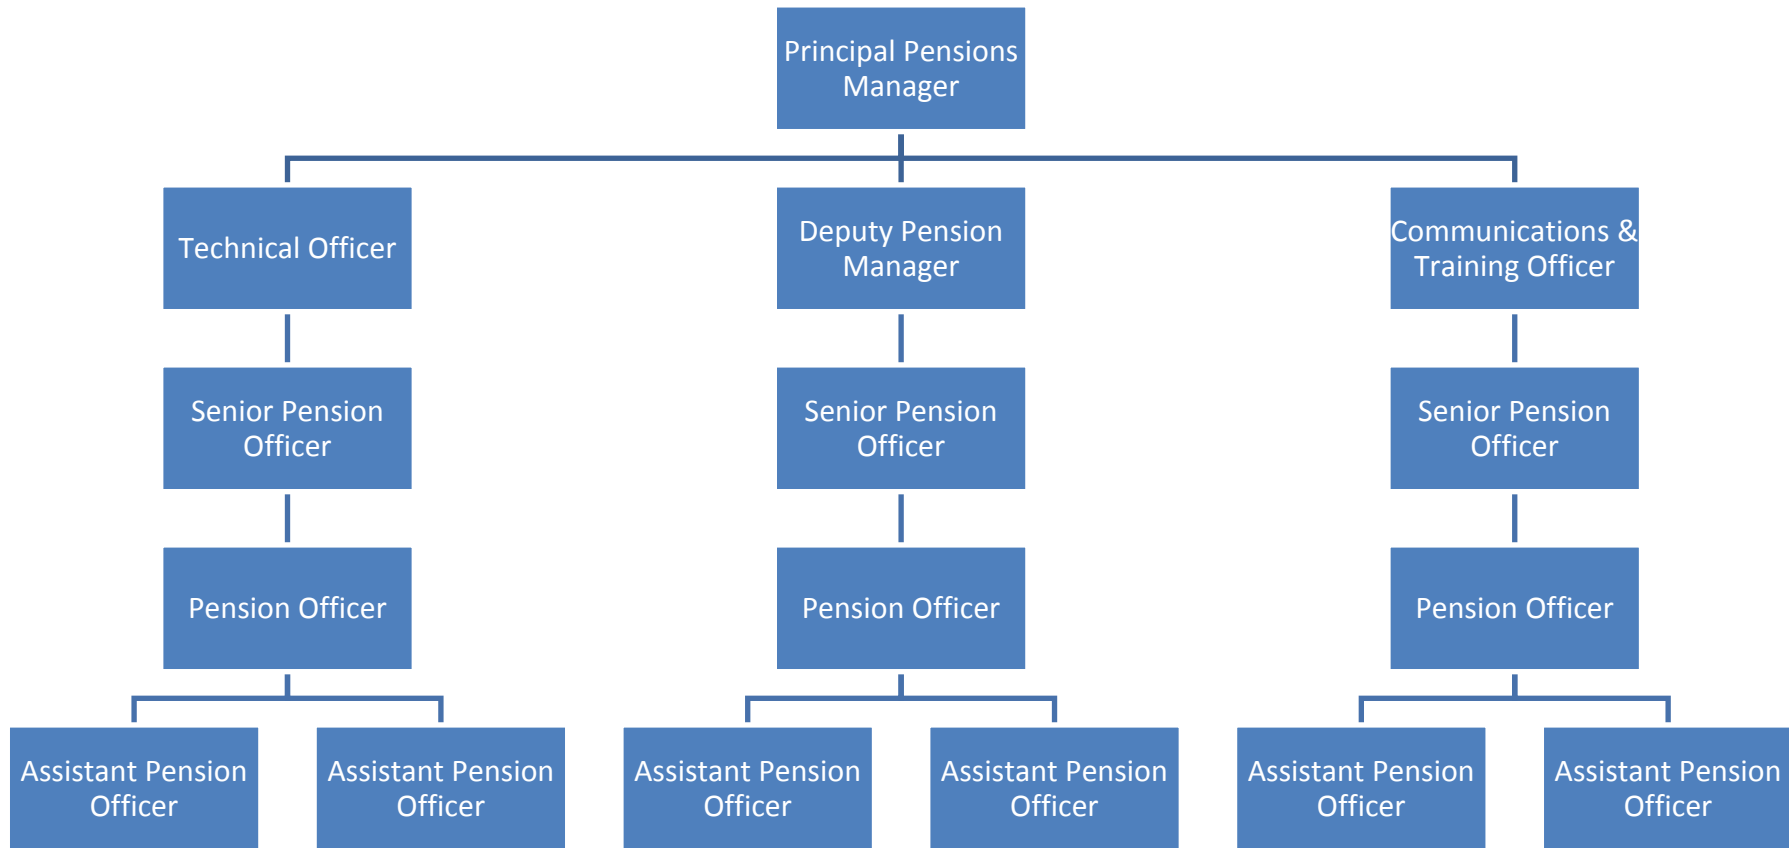 Principal Pensions
Manager
Technical Officer
Deputy Pension
Manager
Communications &
Training Officer
Senior Pension
Officer
Senior Pension
Officer
Senior Pension
Officer
Pension Officer
Pension Officer
Pension Officer
Assistant Pension
Officer
Assistant Pension
Officer
Assistant Pension
Officer
Assistant Pension
Officer
Assistant Pension
Officer
Assistant Pension
Officer